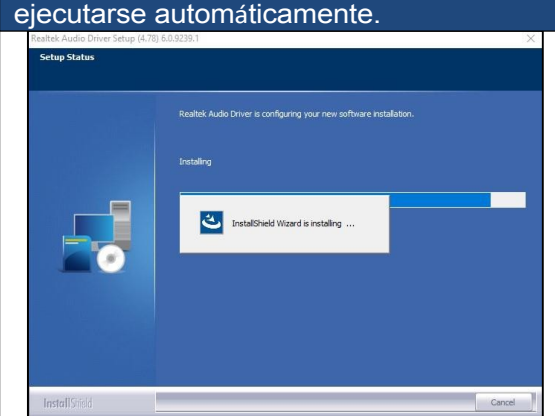 ejecutarse automáticamente.
Realtek Audio Driver Setup (4.78) 6.0.9239.1
Setup Status
Realtek Audio Driver is configuring your new software installation.
Installing
InstallShield Wizard is installing ...
InstallShield
Cancel